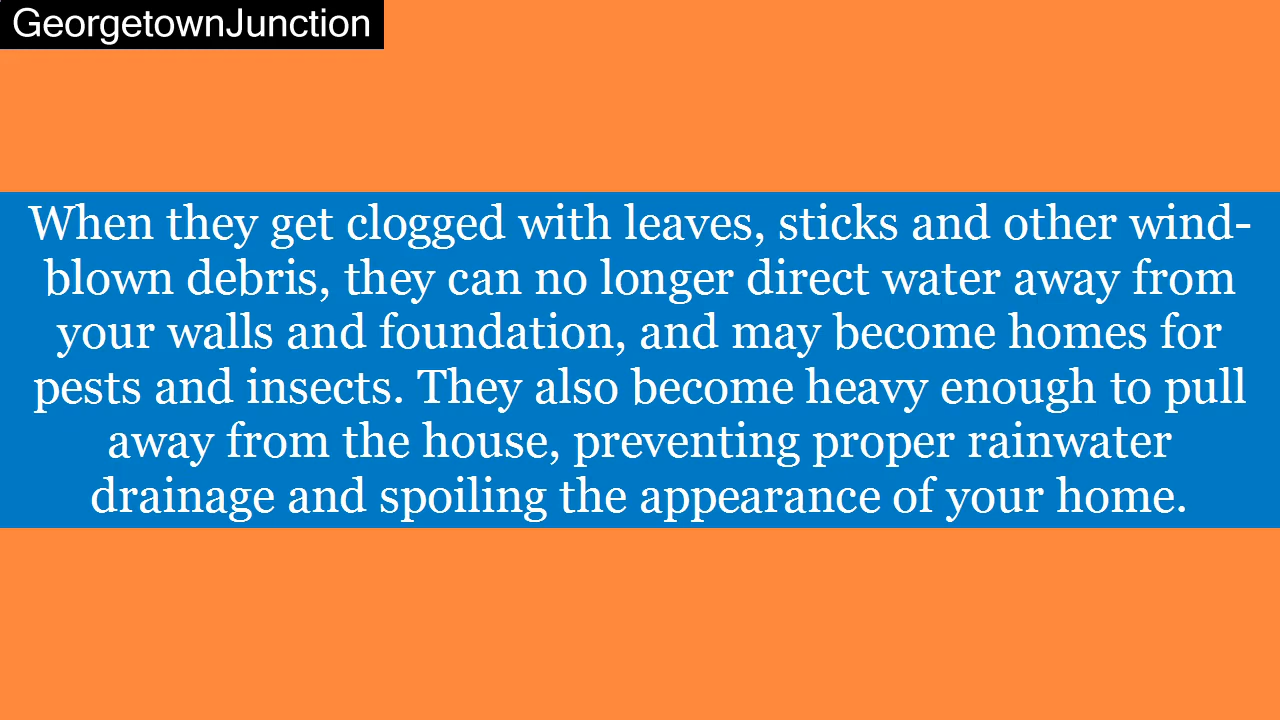 GeorgetownJunction
When they get clogged with leaves, sticks and other wind-
blown debris, they can no longer direct water away from
your walls and foundation, and may become homes for
pests and insects. They also become heavy enough to pull
away from the house, preventing proper rainwater
drainage and spoiling the appearance of your home.